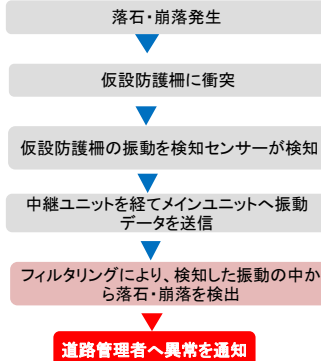 落石・崩落発生
仮設防護柵に衝突
仮設防護柵の振動を検知センサーが検知
中継ユニットを経てメインユニットへ振動
データを送信
フィルタリングにより、検知した振動の中か
ら落石・崩落を検出
道路管理者へ異常を通知